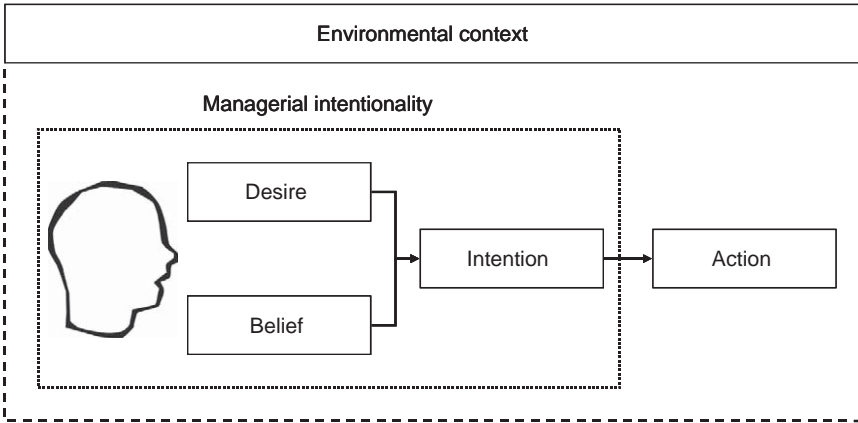 Environmental context
Managerial intentionality
Desire
Intention
Action
Belief